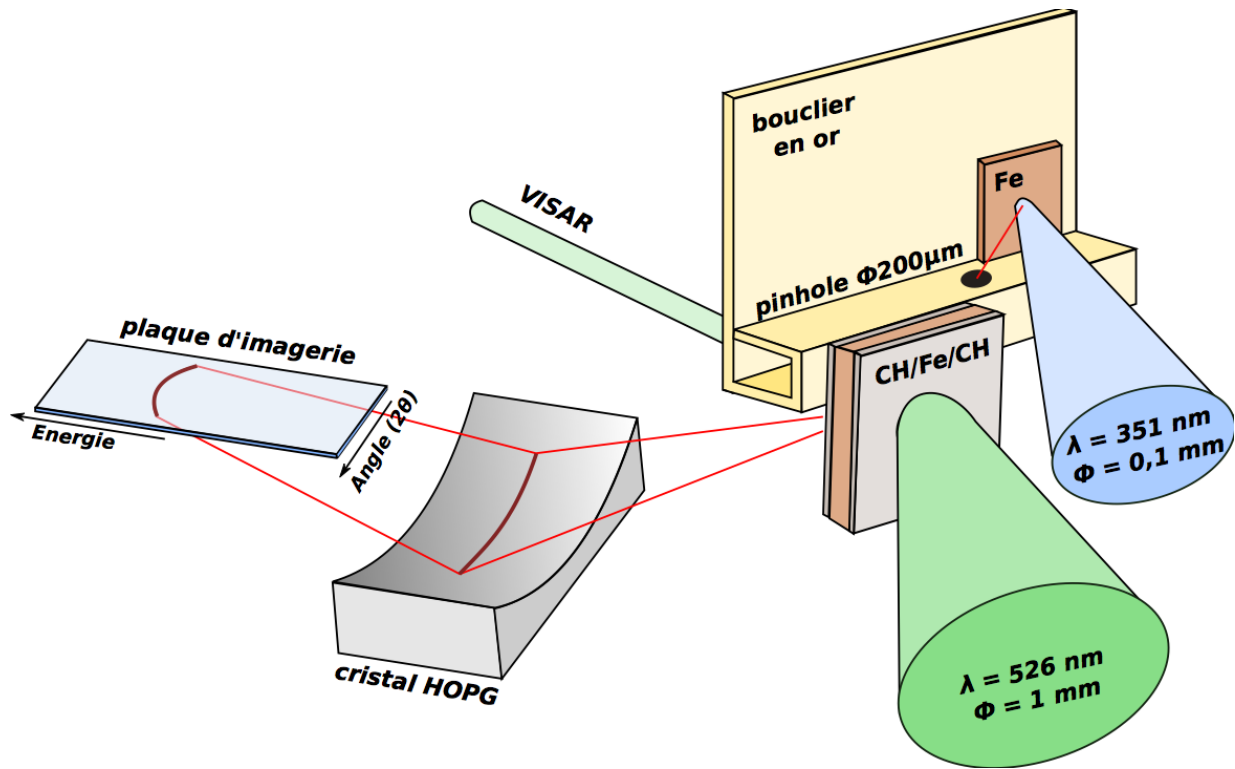 bouclier
en or
Fe
VISAR
pinhole Φ200µm
plaque d'imagerie
CH/Fe/CH
Energie
Angle (2θ)
λ = 351 nm
Φ = 0,1 mm
cristal HOPG
λ = 526 nm
Φ = 1 mm